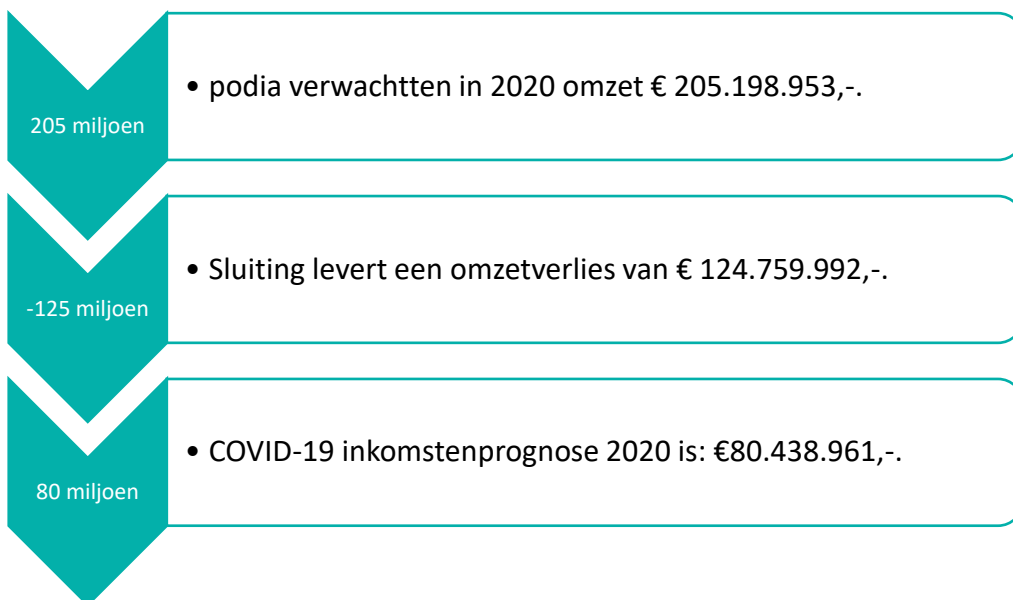 205 miljoen
• podia verwachtten in 2020 omzet € 205.198.953,-.
-125 miljoen
• Sluiting levert een omzetverlies van € 124.759.992,-.
80 miljoen
• COVID-19 inkomstenprognose 2020 is: €80.438.961,-.